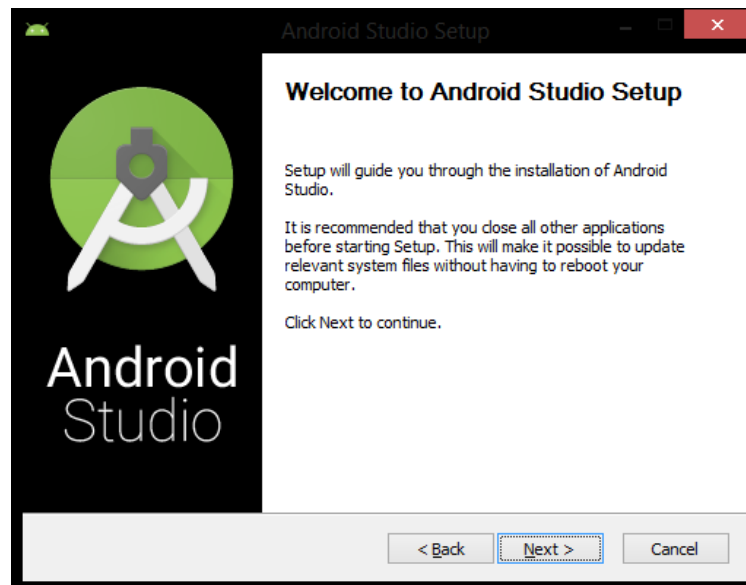 Android Studio Setup
Welcome to Android Studio Setup
Setup will guide you through the installation of Android
Studio.
It is recommended that you close all other applications
before starting Setup. This will make it possible to update
relevant system files without having to reboot your
computer.
Click Next to continue.
Android
Studio
< Back
Next >
Cancel